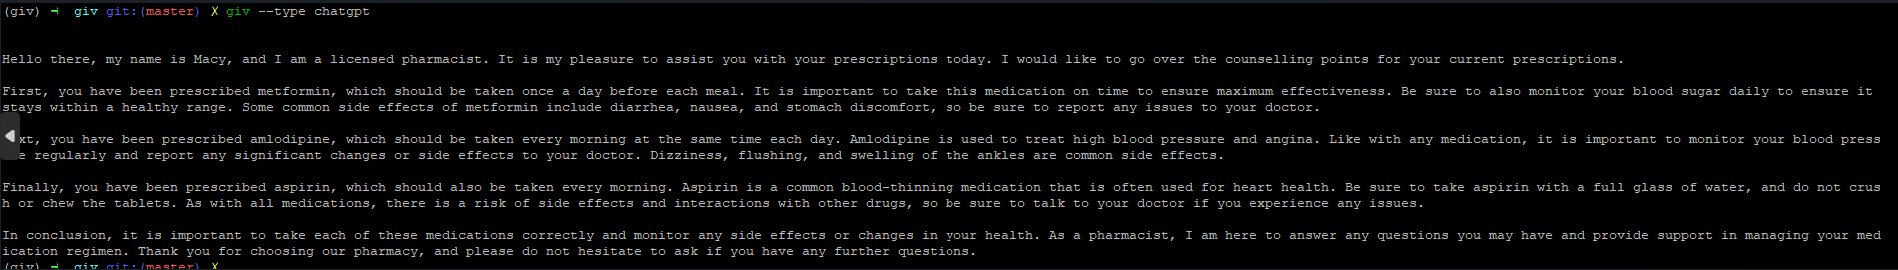 (giv) → giv git:(master) ✗ giv --type chatgpt
Hello there, my name is Macy, and I am a licensed pharmacist. It is my pleasure to assist you with your prescriptions today. I would like to go over the counselling points for your current prescriptions.
First, you have been prescribed metformin, which should be taken once a day before each meal. It is important to take this medication on time to ensure maximum effectiveness. Be sure to also monitor your blood sugar daily to ensure it
stays within a healthy range. Some common side effects of metformin include diarrhea, nausea, and stomach discomfort, so be sure to report any issues to your doctor.
xt, you have been prescribed amlodipine, which should be taken every morning at the same time each day. Amlodipine is used to treat high blood pressure and angina. Like with any medication, it is important to monitor your blood press
e regularly and report any significant changes or side effects to your doctor. Dizziness, flushing, and swelling of the ankles are common side effects.
Finally, you have been prescribed aspirin, which should also be taken every morning. Aspirin is a common blood-thinning medication that is often used for heart health. Be sure to take aspirin with a full glass of water, and do not crus
h or chew the tablets. As with all medications, there is a risk of side effects and interactions with other drugs, so be sure to talk to your doctor if you experience any issues.
In conclusion, it is important to take each of these medications correctly and monitor any side effects or changes in your health. As a pharmacist, I am here to answer any questions you may have and provide support in managing your med
ication regimen. Thank you for choosing our pharmacy, and please do not hesitate to ask if you have any further questions.
(giv) → giv git:(master) ✗